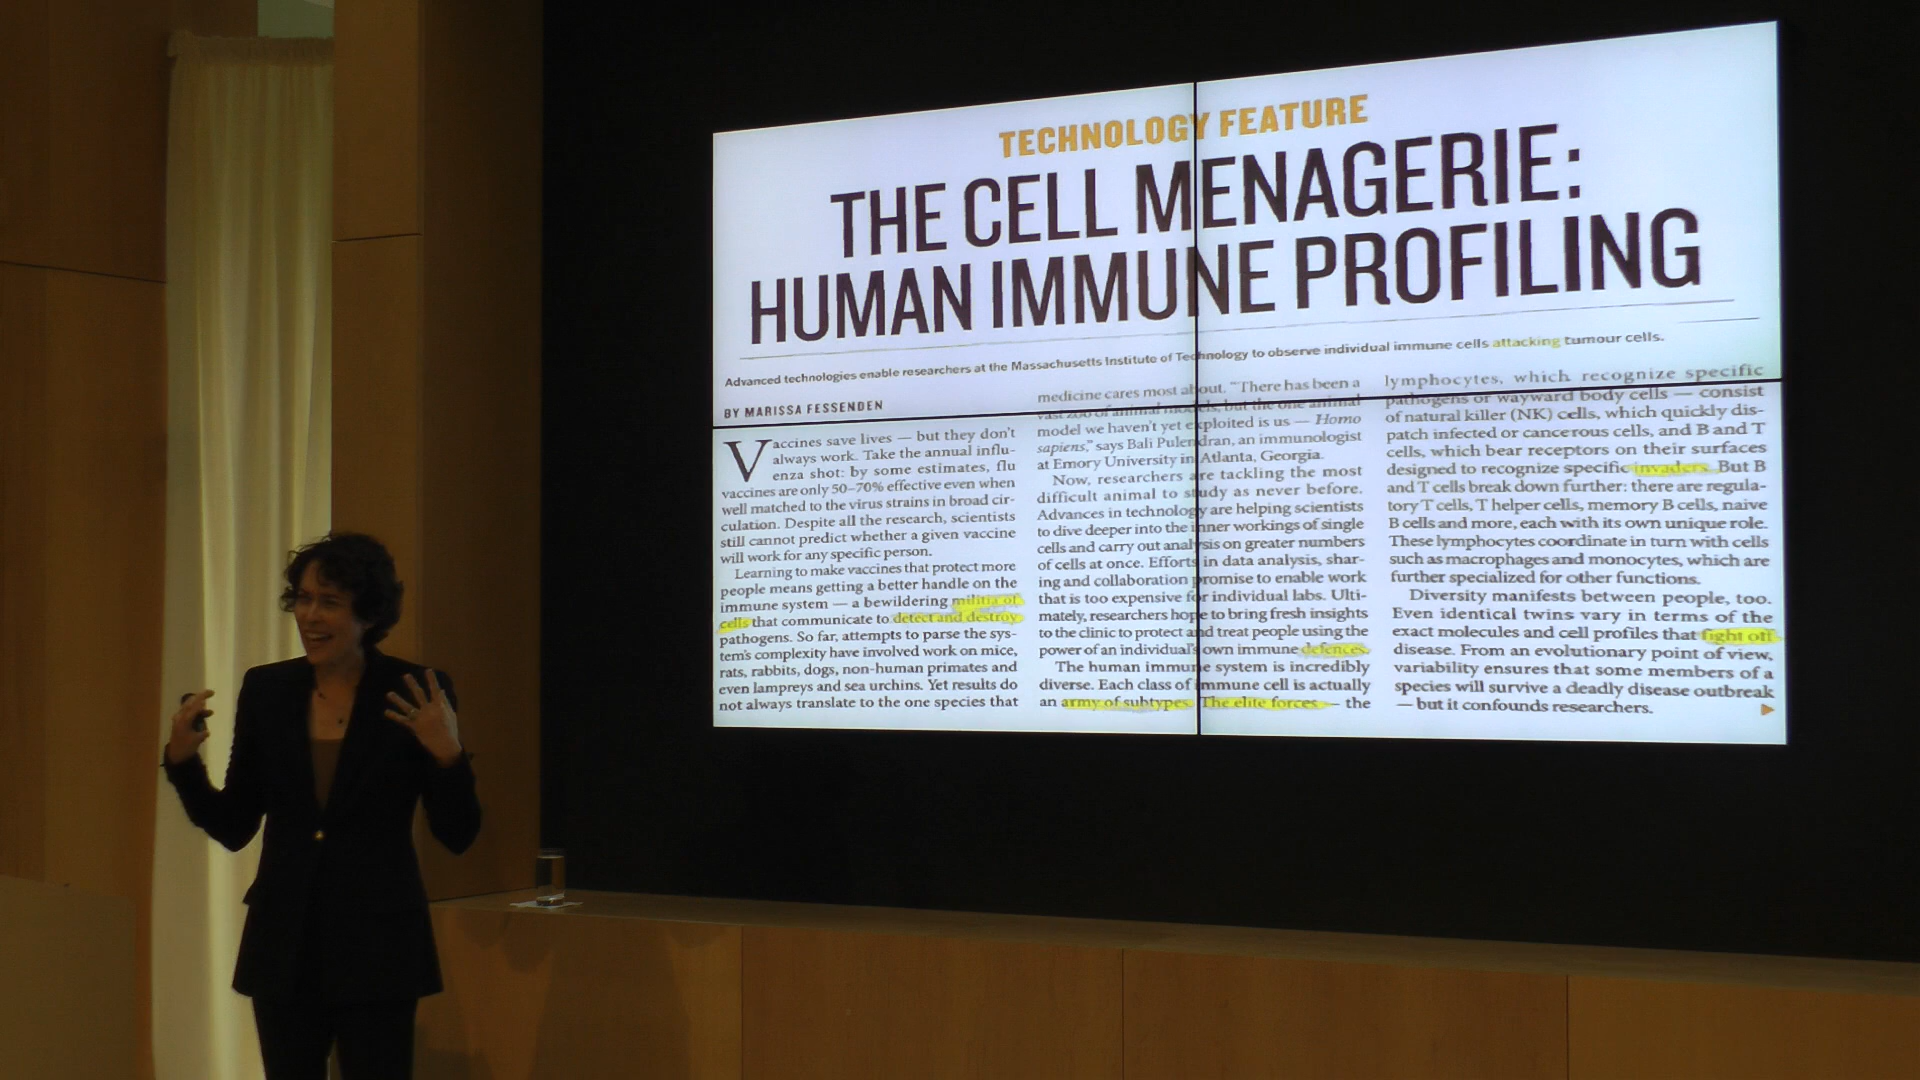 TECHNOLOGY FEATURE
THE CELL MENAGERIE:
HUMAN IMMUNE PROFILING
Advanced technologies enable researchers at the Massachusetts Institute of Technology to observe individual immune cells attacking tumour cells.
BY MARISSA FESSENDEN
Vaccines save lives — but they don't
always work. Take the annual influ-
enza shot: by some estimates, flu
vaccines are only 50–70% effective even when
well matched to the virus strains in broad cir-
culation. Despite all the research, scientists
still cannot predict whether a given vaccine
will work for any specific person.
Learning to make vaccines that protect more
people means getting a better handle on the
immune system — a bewildering militia of
cells that communicate to detect and destroy
pathogens. So far, attempts to parse the sys-
tem's complexity have involved work on mice,
rats, rabbits, dogs, non-human primates and
even lampreys and sea urchins. Yet results do
not always translate to the one species that
medicine cares most about. “There has been a
vast zoo of animal models, but the one animal
model we haven't yet exploited is us — Homo
sapiens,” says Bali Pulendran, an immunologist
at Emory University in Atlanta, Georgia.
Now, researchers are tackling the most
difficult animal to study as never before.
Advances in technology are helping scientists
to dive deeper into the inner workings of single
cells and carry out analysis on greater numbers
of cells at once. Efforts in data analysis, shar-
ing and collaboration promise to enable work
that is too expensive for individual labs. Ulti-
mately, researchers hope to bring fresh insights
to the clinic to protect and treat people using the
power of an individual's own immune defences.
The human immune system is incredibly
diverse. Each class of immune cell is actually
an army of subtypes. The elite forces — the
lymphocytes, which recognize specific
pathogens or wayward body cells — consist
of natural killer (NK) cells, which quickly dis-
patch infected or cancerous cells, and B and T
cells, which bear receptors on their surfaces
designed to recognize specific invaders. But B
and T cells break down further: there are regula-
tory T cells, T helper cells, memory B cells, naive
B cells and more, each with its own unique role.
These lymphocytes coordinate in turn with cells
such as macrophages and monocytes, which are
further specialized for other functions.
Diversity manifests between people, too.
Even identical twins vary in terms of the
exact molecules and cell profiles that fight off
disease. From an evolutionary point of view,
variability ensures that some members of a
species will survive a deadly disease outbreak
— but it confounds researchers.